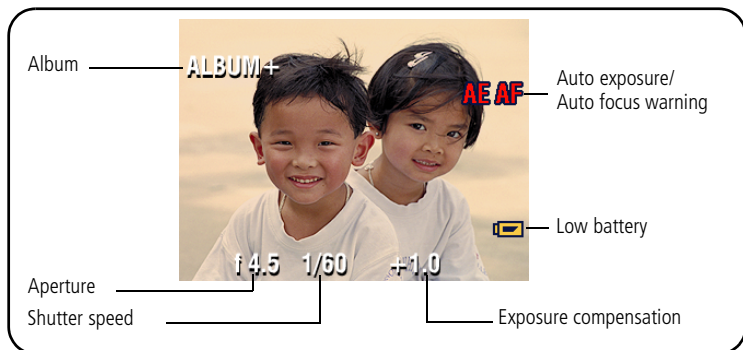 Album
ALBUM+
AE AF
Auto exposure/
Auto focus warning
Low battery
f 4.5 1/60 +1.0
Aperture
Shutter speed
Exposure compensation